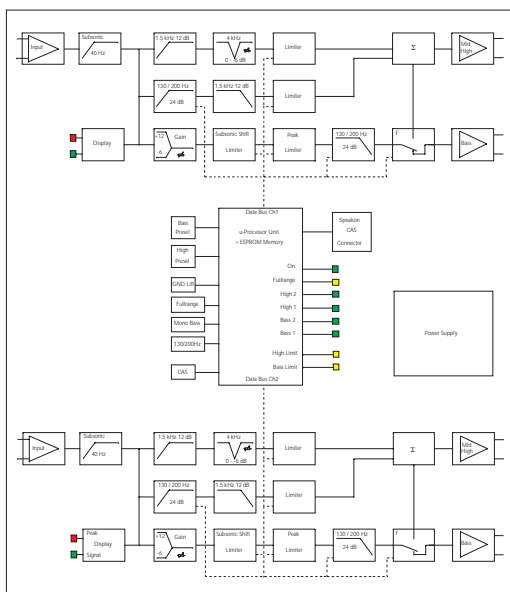 Input
Subsonic
40 Hz
1.5 kHz 12 dB
4 kHz
0 - -6 dB
Limiter
Σ
Mid
High
130 / 200 Hz
24 dB
1.5 kHz 12 dB
Limiter
Display
+12
-6
Gain
Subsonic Shift
Limiter
Peak
Limiter
130 / 200 Hz
24 dB
F
Bass
Data Bus Ch1
u-Processor Unit
+ EEPROM Memory
Speakon
CAS
Connector
Bass
Preset
High
Preset
GND Lift
Fullrange
Mono Bass
130/200Hz
CAS
On
Fullrange
High 2
High 1
Bass 2
Bass 1
High Limit
Bass Limit
Data Bus Ch2
Power Supply
Input
Subsonic
40 Hz
1.5 kHz 12 dB
4 kHz
0 - -6 dB
Limiter
Σ
Mid
High
130 / 200 Hz
24 dB
1.5 kHz 12 dB
Limiter
Peak
Display
Signal
+12
-6
Gain
Subsonic Shift
Limiter
Peak
Limiter
130 / 200 Hz
24 dB
F
Bass